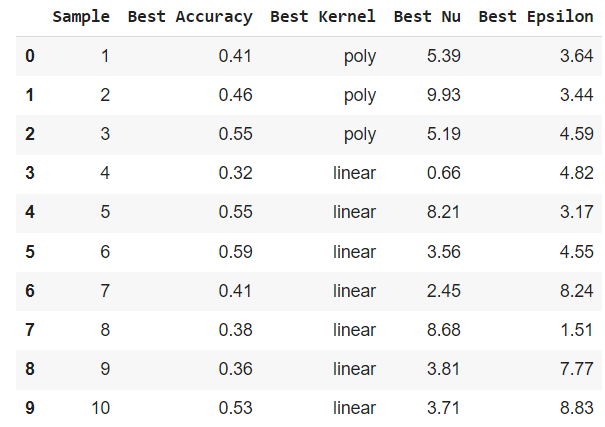 Sample Best Accuracy Best Kernel Best Nu Best Epsilon
0 1 0.41 poly 5.39 3.64
1 2 0.46 poly 9.93 3.44
2 3 0.55 poly 5.19 4.59
3 4 0.32 linear 0.66 4.82
4 5 0.55 linear 8.21 3.17
5 6 0.59 linear 3.56 4.55
6 7 0.41 linear 2.45 8.24
7 8 0.38 linear 8.68 1.51
8 9 0.36 linear 3.81 7.77
9 10 0.53 linear 3.71 8.83